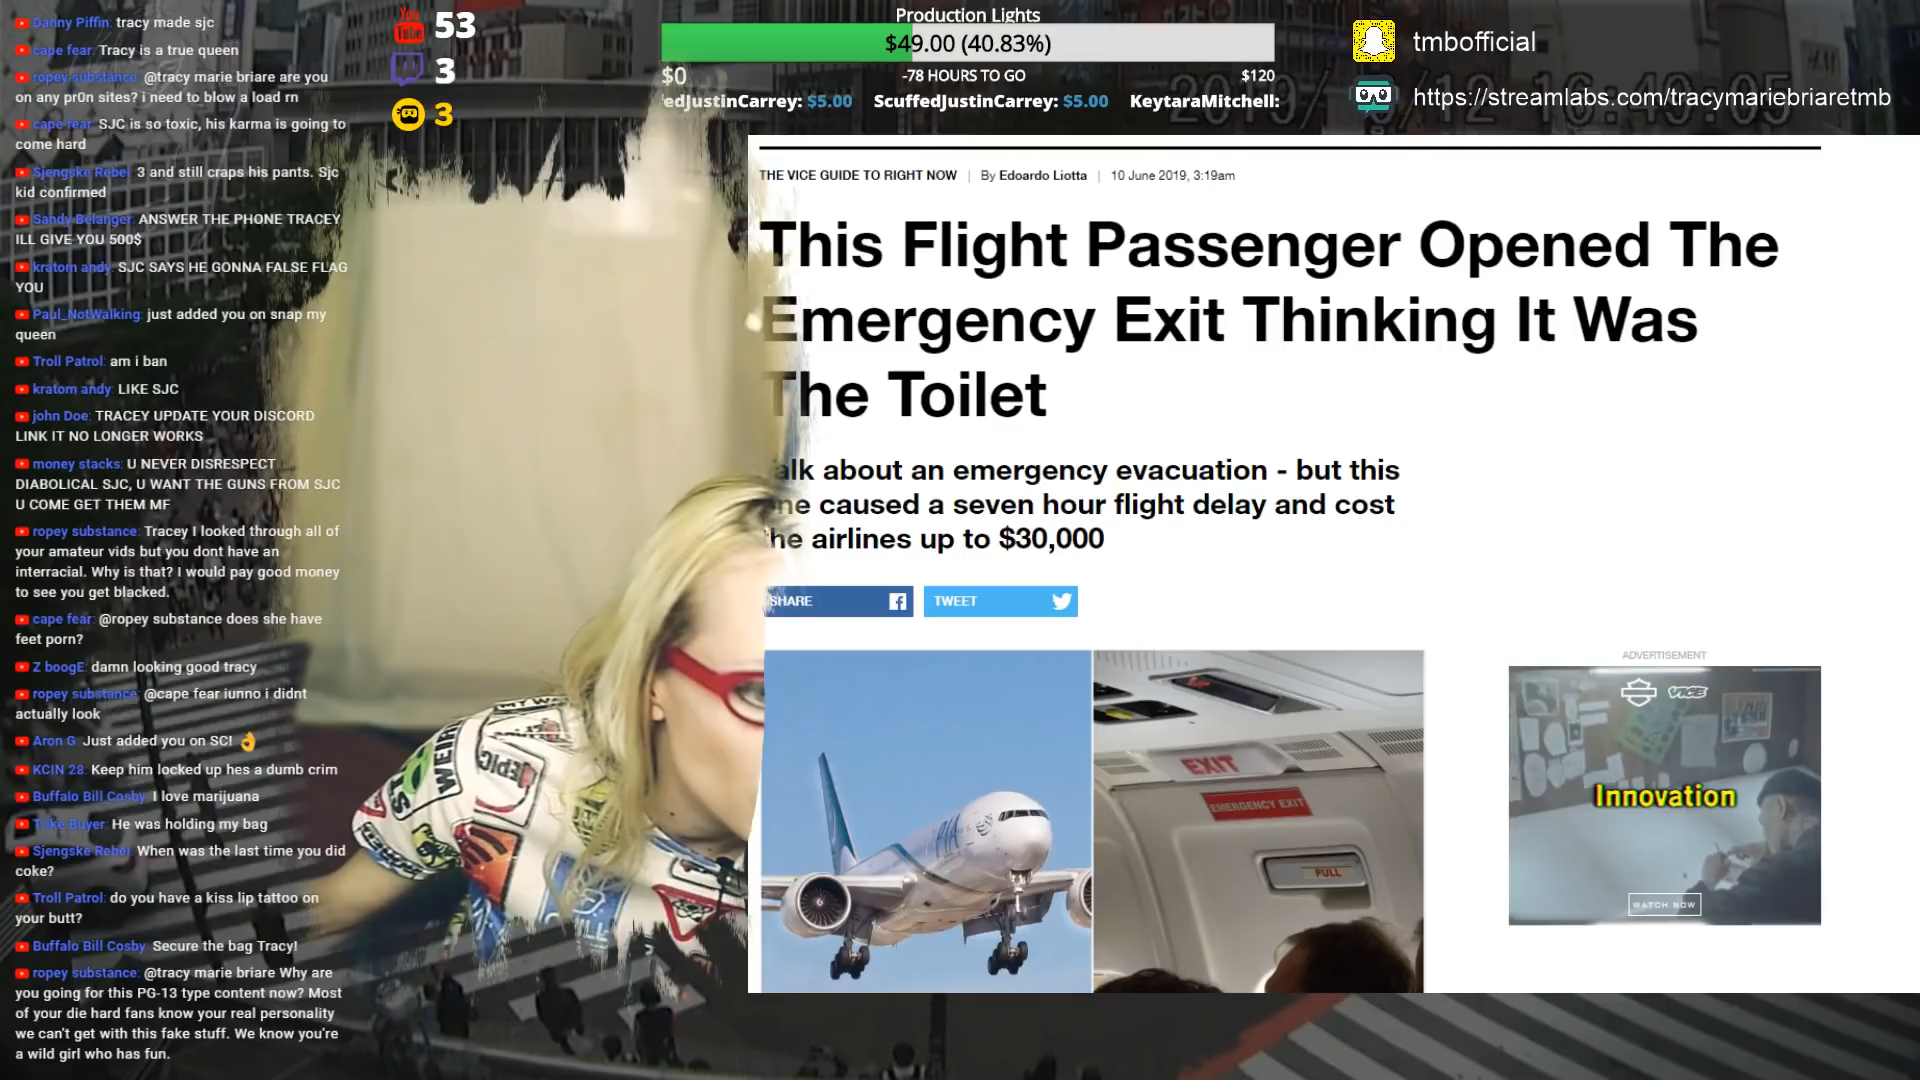 Danny Piffin: tracy made sjc
cape fear: Tracy is a true queen
ropey substance: @tracy marie briare are you
on any pr0n sites? i need to blow a load rn
cape fear: SJC is so toxic, his karma is going to
come hard
Sjengske Rebel: 3 and still craps his pants. Sjc
kid confirmed
Sandy Belanger: ANSWER THE PHONE TRACEY
ILL GIVE YOU 500$
kratom andy: SJC SAYS HE GONNA FALSE FLAG
YOU
Paul_NotWalking: just added you on snap my
queen
Troll Patrol: am i ban
kratom andy: LIKE SJC
john Doe: TRACEY UPDATE YOUR DISCORD
LINK IT NO LONGER WORKS
money stacks: U NEVER DISRESPECT
DIABOLICAL SJC, U WANT THE GUNS FROM SJC
U COME GET THEM MF
ropey substance: Tracey I looked through all of
your amateur vids but you dont have an
interracial. Why is that? I would pay good money
to see you get blacked.
cape fear: @ropey substance does she have
feet porn?
Z boogE: damn looking good tracy
ropey substance: @cape fear iunno i didnt
actually look
Aron G: Just added you on SC! 👌
KCIN 28: Keep him locked up hes a dumb crim
Buffalo Bill Cosby: I love marijuana
Buyer: He was holding my bag
Sjengske Rebel: When was the last time you did
coke?
Troll Patrol: do you have a kiss lip tattoo on
your butt?
Buffalo Bill Cosby: Secure the bag Tracy!
ropey substance: @tracy marie briare Why are
you going for this PG-13 type content now? Most
of your die hard fans know your real personality
we can't get with this fake stuff. We know you're
a wild girl who has fun.
You
Tube
53
3
3
Production Lights
$49.00 (40.83%)
$0
-78 HOURS TO GO
$120
edJustinCarrey: $5.00 ScuffedJustinCarrey: $5.00 KeytaraMitchell:
tmbofficial
https://streamlabs.com/tracymariebriaretmb
THE VICE GUIDE TO RIGHT NOW | By Edoardo Liotta | 10 June 2019, 3:19am
This Flight Passenger Opened The
Emergency Exit Thinking It Was
The Toilet
alk about an emergency evacuation - but this
ne caused a seven hour flight delay and cost
he airlines up to $30,000
SHARE
TWEET
WEIRD
EPIC
PIA
EXIT
EMERGENCY EXIT
PULL
ADVERTISEMENT
VICE
Innovation
WATCH NOW